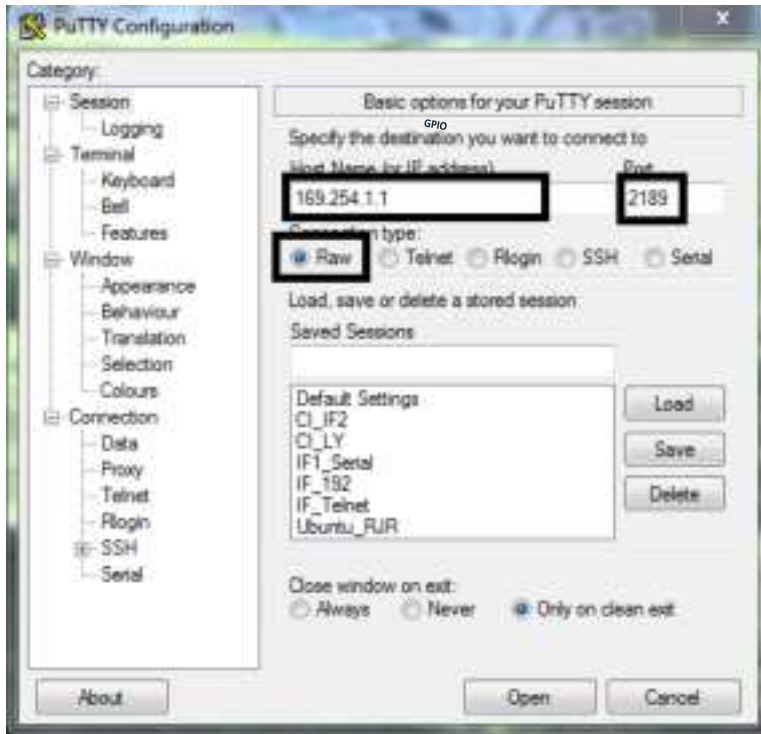 PuTTY Configuration
Category:
Session
Logging
Terminal
Keyboard
Bell
Features
Window
Appearance
Behaviour
Translation
Selection
Colours
Connection
Data
Proxy
Telnet
Rlogin
SSH
Serial
Basic options for your PuTTY session
GPIO
Specify the destination you want to connect to
Host Name (or IP address)
Port
169.254.1.1
2189
Connection type:
Raw
Telnet
Rlogin
SSH
Serial
Load, save or delete a stored session
Saved Sessions
Default Settings
CI_IF2
CI_LY
IF1_Serial
IF_192
IF_Telnet
Ubuntu_RJR
Load
Save
Delete
Close window on exit:
Always
Never
Only on clean exit
About
Open
Cancel